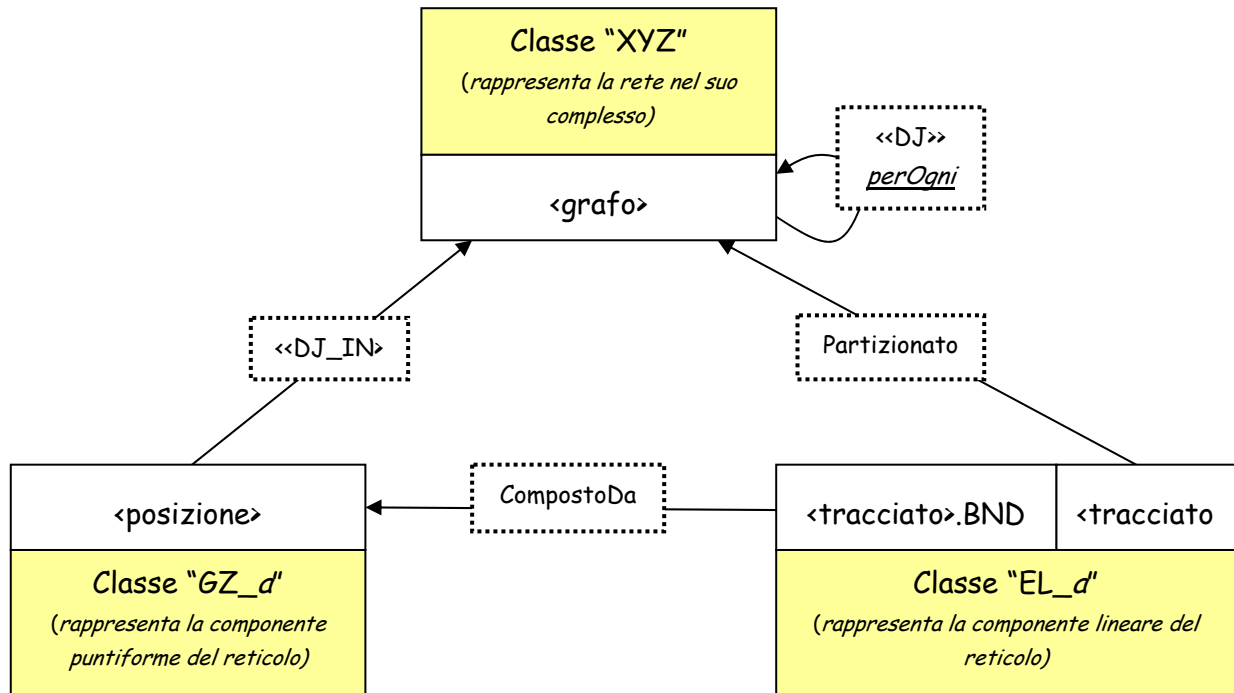 Classe “XYZ”
(rappresenta la rete nel suo
complesso)
<grafo>
<<DJ>>
perOgni
<<DJ_IN>
Partizionato
CompostoDa
<posizione>
Classe “GZ_d”
(rappresenta la componente
puntiforme del reticolo)
<tracciato>.BND
<tracciato
Classe “EL_d”
(rappresenta la componente lineare del
reticolo)